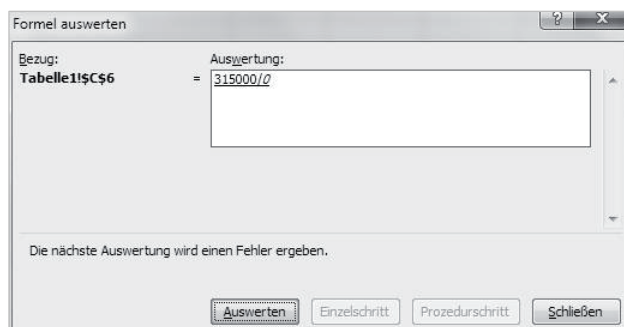 Formel auswerten
Bezug: Auswertung:
Tabelle1!$C$6 = 315000/0
Die nächste Auswertung wird einen Fehler ergeben.
Auswerten Einzelschritt Prozedurschritt Schließen